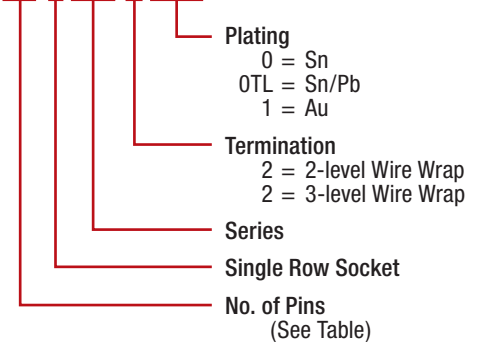 Plating
0 = Sn
0TL = Sn/Pb
1 = Au
Termination
2 = 2-level Wire Wrap
2 = 3-level Wire Wrap
Series
Single Row Socket
No. of Pins
(See Table)